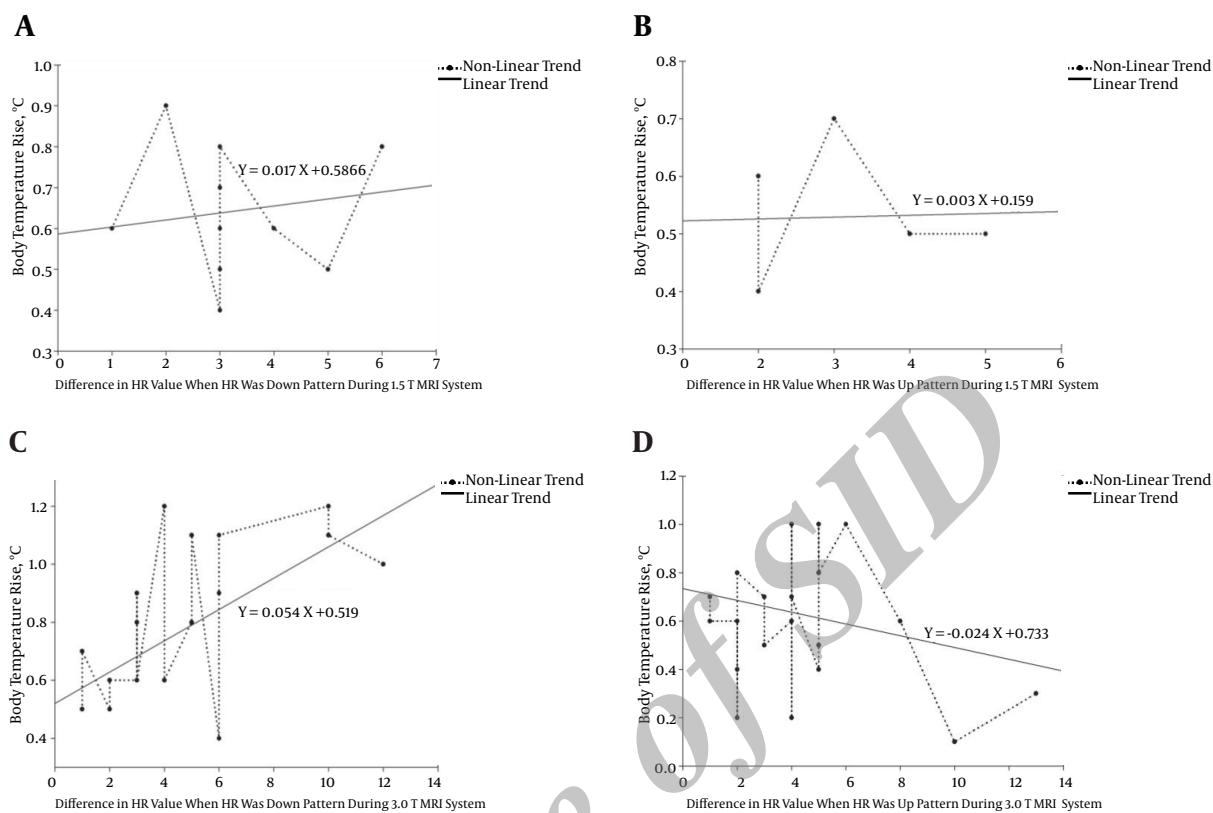 A
1.0
0.9
0.8
0.7
0.6
0.5
0.4
0.3
0 1 2 3 4 5 6 7
Body Temperature Rise, °C
Non-Linear Trend
Linear Trend
Y = 0.017 X +0.5866
Difference in HR Value When HR Was Down Pattern During 1.5 T MRI System
B
0.8
0.7
0.6
0.5
0.4
0.3
0 1 2 3 4 5 6
Body Temperature Rise, °C
Non-Linear Trend
Linear Trend
Y = 0.003 X +0.159
Difference in HR Value When HR Was Up Pattern During 1.5 T MRI System
C
1.2
1.0
0.8
0.6
0.4
0 2 4 6 8 10 12 14
Body Temperature Rise, °C
Non-Linear Trend
Linear Trend
Y = 0.054 X +0.519
Difference in HR Value When HR Was Down Pattern During 3.0 T MRI System
D
1.2
1.0
0.8
0.6
0.4
0.2
0.0
0 2 4 6 8 10 12 14
Body Temperature Rise, °C
Non-Linear Trend
Linear Trend
Y = -0.024 X +0.733
Difference in HR Value When HR Was Up Pattern During 3.0 T MRI System
of SID